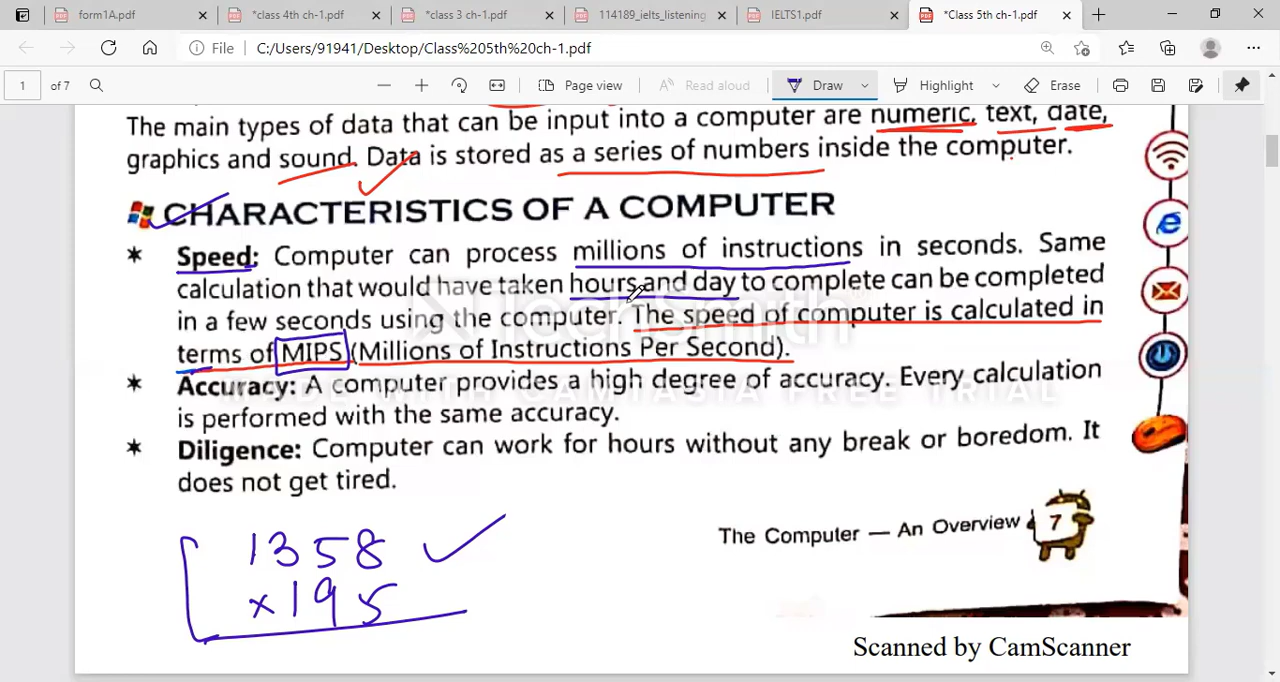 form1A.pdf
*class 4th ch-1.pdf
*class 3 ch-1.pdf
114189_ielts_listening
IELTS1.pdf
*Class 5th ch-1.pdf
File C:/Users/91941/Desktop/Class%205th%20ch-1.pdf
1 of 7 Page view Read aloud Draw Highlight Erase
The main types of data that can be input into a computer are numeric, text, date,
graphics and sound. Data is stored as a series of numbers inside the computer.
CHARACTERISTICS OF A COMPUTER
* Speed: Computer can process millions of instructions in seconds. Same
calculation that would have taken hours and day to complete can be completed
in a few seconds using the computer. The speed of computer is calculated in
terms of MIPS (Millions of Instructions Per Second).
* Accuracy: A computer provides a high degree of accuracy. Every calculation
is performed with the same accuracy.
* Diligence: Computer can work for hours without any break or boredom. It
does not get tired.
TechSmith
MADE WITH CAMTASIA FREE TRIAL
The Computer — An Overview 7
1358
×195
Scanned by CamScanner